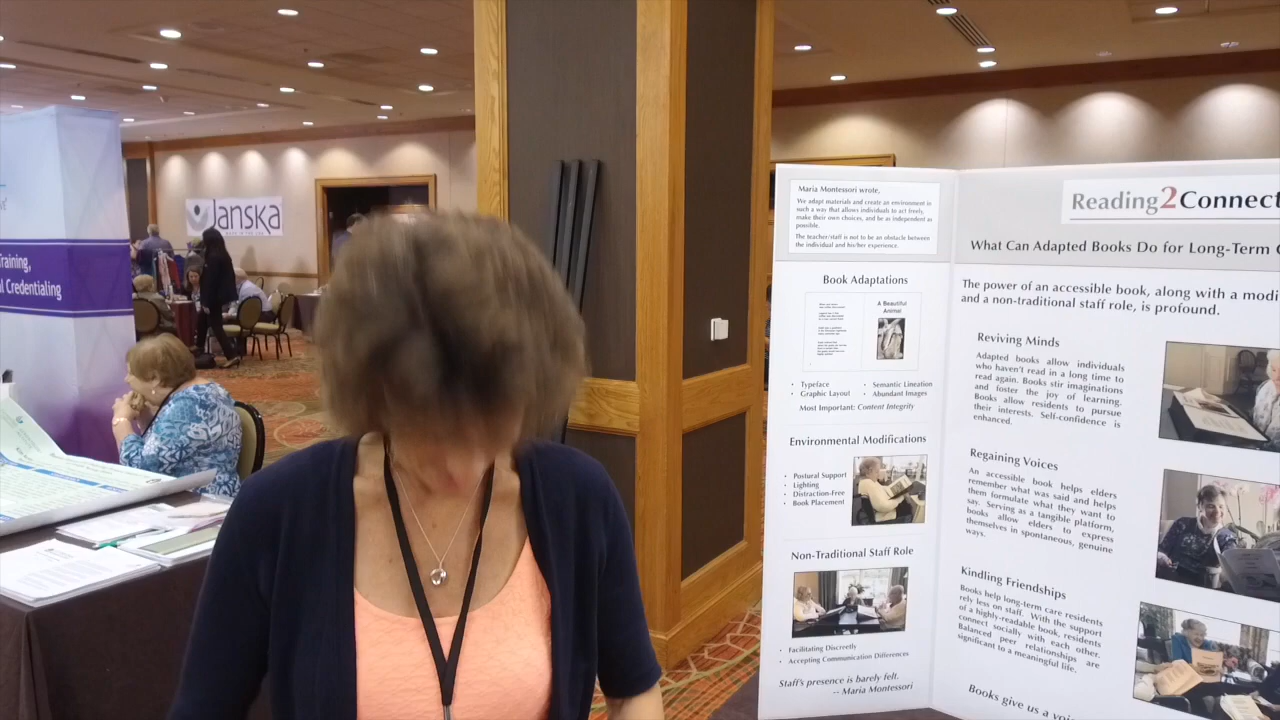 Training,
l Credentialing
Janska
Maria Montessori wrote,
We adapt materials and create an environment in
such a way that allows individuals to act freely,
make their own choices, and be as independent as
possible.
The teacher/staff is not to be an obstacle between
the individual and his/her experience.
Book Adaptations
A Beautiful
Animal
• Typeface
• Graphic Layout
• Semantic Lineation
• Abundant Images
Most Important: Content Integrity
Environmental Modifications
• Postural Support
• Lighting
• Distraction-Free
• Book Placement
Non-Traditional Staff Role
• Facilitating Discreetly
• Accepting Communication Differences
Staff's presence is barely felt.
-- Maria Montessori
Reading2Connect
What Can Adapted Books Do for Long-Term
The power of an accessible book, along with a modi
and a non-traditional staff role, is profound.
Reviving Minds
Adapted books allow individuals
who haven't read in a long time to
read again. Books stir imaginations
and foster the joy of learning.
Books allow residents to pursue
their interests. Self-confidence is
enhanced.
Regaining Voices
An accessible book helps elders
remember what was said and helps
them formulate what they want to
say. Serving as a tangible platform,
books allow elders to express
themselves in spontaneous, genuine
ways.
Kindling Friendships
Books help long-term care residents
rely less on staff. With the support
of a highly-readable book, residents
connect socially with each other.
Balanced peer relationships are
significant to a meaningful life.
Books give us a voi